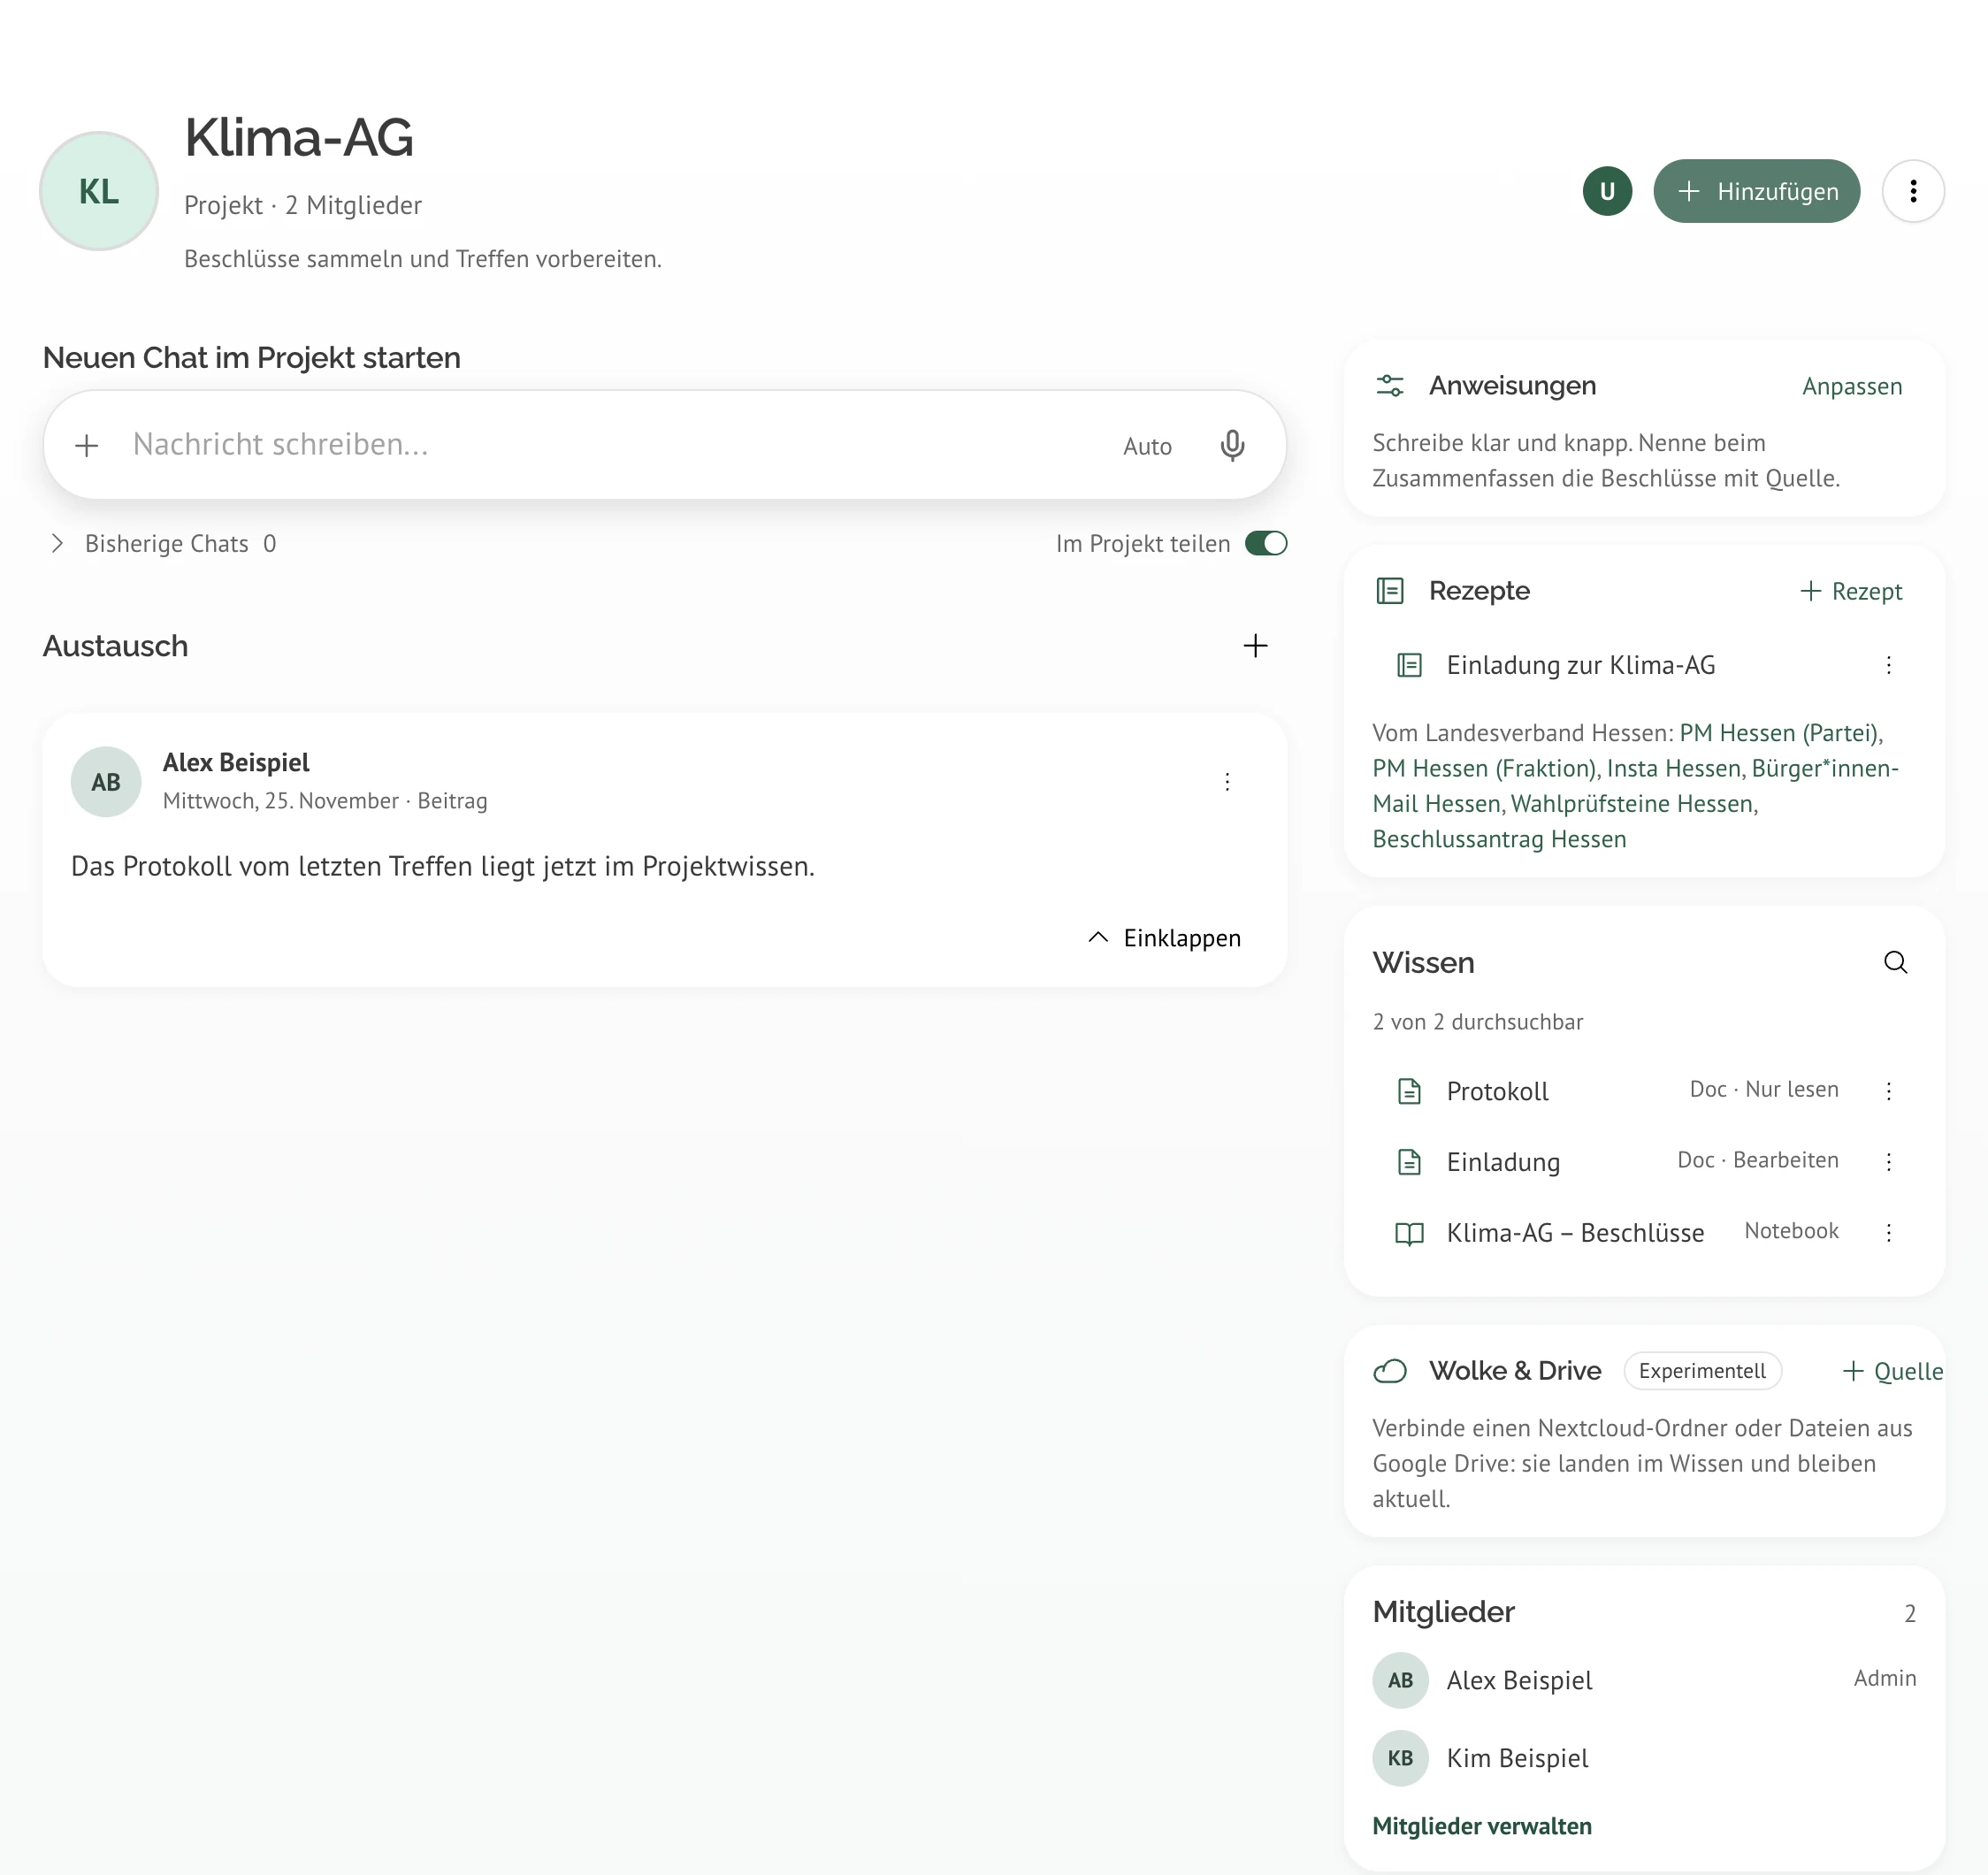 KL
Klima-AG
Projekt · 2 Mitglieder
Beschlüsse sammeln und Treffen vorbereiten.
U
+ Hinzufügen
Neuen Chat im Projekt starten
Nachricht schreiben...
Auto
Bisherige Chats 0
Im Projekt teilen
Austausch
AB
Alex Beispiel
Mittwoch, 25. November · Beitrag
Das Protokoll vom letzten Treffen liegt jetzt im Projektwissen.
Einklappen
Anweisungen
Anpassen
Schreibe klar und knapp. Nenne beim
Zusammenfassen die Beschlüsse mit Quelle.
Rezepte
+ Rezept
Einladung zur Klima-AG
Vom Landesverband Hessen: PM Hessen (Partei),
PM Hessen (Fraktion), Insta Hessen, Bürger*innen-
Mail Hessen, Wahlprüfsteine Hessen,
Beschlussantrag Hessen
Wissen
2 von 2 durchsuchbar
Protokoll
Doc · Nur lesen
Einladung
Doc · Bearbeiten
Klima-AG – Beschlüsse
Notebook
Wolke & Drive
Experimentell
+ Quelle
Verbinde einen Nextcloud-Ordner oder Dateien aus
Google Drive: sie landen im Wissen und bleiben
aktuell.
Mitglieder
2
AB
Alex Beispiel
Admin
KB
Kim Beispiel
Mitglieder verwalten